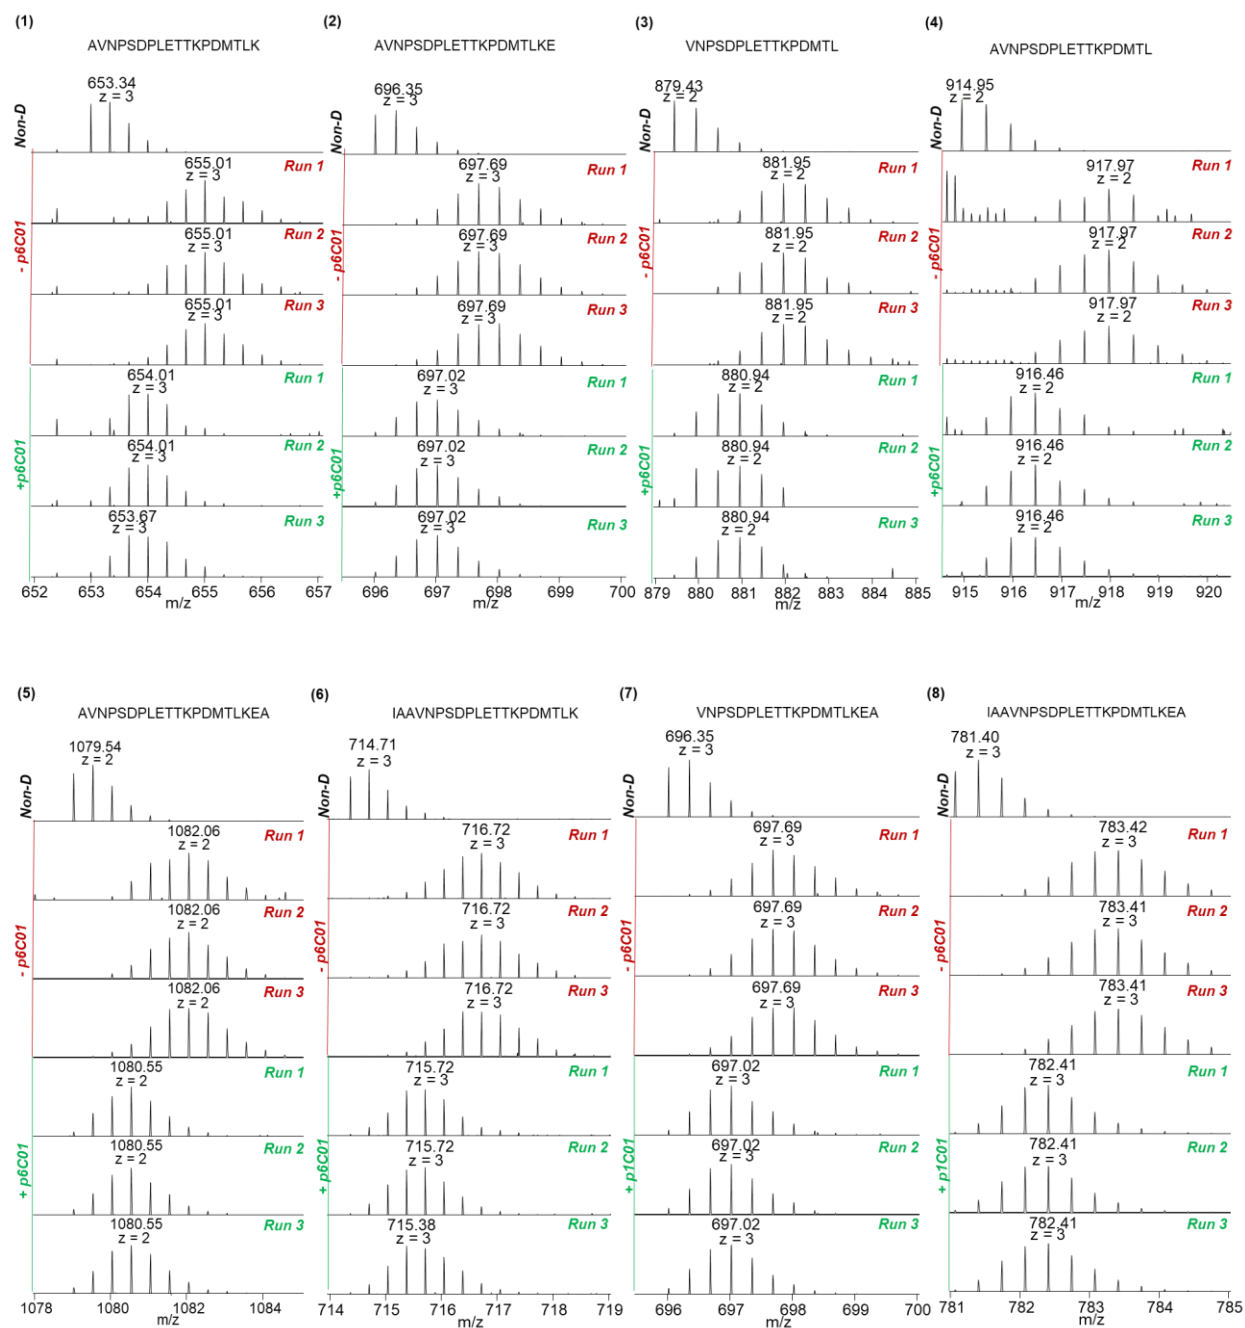 (1)
AVNPSDPLETTKPDMTLK
Non-D
653.34
z = 3
- p6C01
655.01
z = 3
Run 1
655.01
z = 3
Run 2
655.01
z = 3
Run 3
+p6C01
654.01
z = 3
Run 1
654.01
z = 3
Run 2
653.67
z = 3
Run 3
652 653 654 655 656 657
m/z
(2)
AVNPSDPLETTKPDMTLKE
Non-D
696.35
z = 3
- p6C01
697.69
z = 3
Run 1
697.69
z = 3
Run 2
697.69
z = 3
Run 3
+p6C01
697.02
z = 3
Run 1
697.02
z = 3
Run 2
697.02
z = 3
Run 3
696 697 698 699 700
m/z
(3)
VNPSDPLETTKPDMTL
Non-D
879.43
z = 2
- p6C01
881.95
z = 2
Run 1
881.95
z = 2
Run 2
881.95
z = 2
Run 3
+p6C01
880.94
z = 2
Run 1
880.94
z = 2
Run 2
880.94
z = 2
Run 3
879 880 881 882 883 884 885
m/z
(4)
AVNPSDPLETTKPDMTL
Non-D
914.95
z = 2
- p6C01
917.97
z = 2
Run 1
917.97
z = 2
Run 2
917.97
z = 2
Run 3
+p6C01
916.46
z = 2
Run 1
916.46
z = 2
Run 2
916.46
z = 2
Run 3
915 916 917 918 919 920
m/z
(5)
AVNPSDPLETTKPDMTLKEA
Non-D
1079.54
z = 2
- p6C01
1082.06
z = 2
Run 1
1082.06
z = 2
Run 2
1082.06
z = 2
Run 3
+ p6C01
1080.55
z = 2
Run 1
1080.55
z = 2
Run 2
1080.55
z = 2
Run 3
1078 1080 1082 1084
m/z
(6)
IAAVNPSDPLETTKPDMTLK
Non-D
714.71
z = 3
- p6C01
716.72
z = 3
Run 1
716.72
z = 3
Run 2
716.72
z = 3
Run 3
+ p6C01
715.72
z = 3
Run 1
715.72
z = 3
Run 2
715.38
z = 3
Run 3
714 715 716 717 718 719
m/z
(7)
VNPSDPLETTKPDMTLKEA
Non-D
696.35
z = 3
- p6C01
697.69
z = 3
Run 1
697.69
z = 3
Run 2
697.69
z = 3
Run 3
+ p1C01
697.02
z = 3
Run 1
697.02
z = 3
Run 2
697.02
z = 3
Run 3
696 697 698 699 700
m/z
(8)
IAAVNPSDPLETTKPDMTLKEA
Non-D
781.40
z = 3
- p6C01
783.42
z = 3
Run 1
783.41
z = 3
Run 2
783.41
z = 3
Run 3
+ p1C01
782.41
z = 3
Run 1
782.41
z = 3
Run 2
782.41
z = 3
Run 3
781 782 783 784 785
m/z